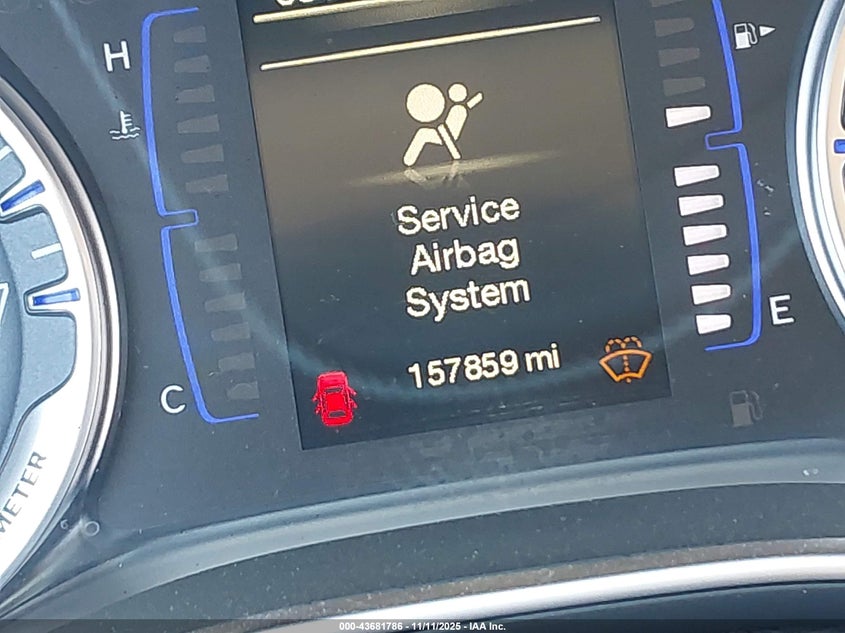 H
Service
Airbag
System
157859 mi
E
C
METER
000-43681786 - 11/11/2025 - IAA Inc.